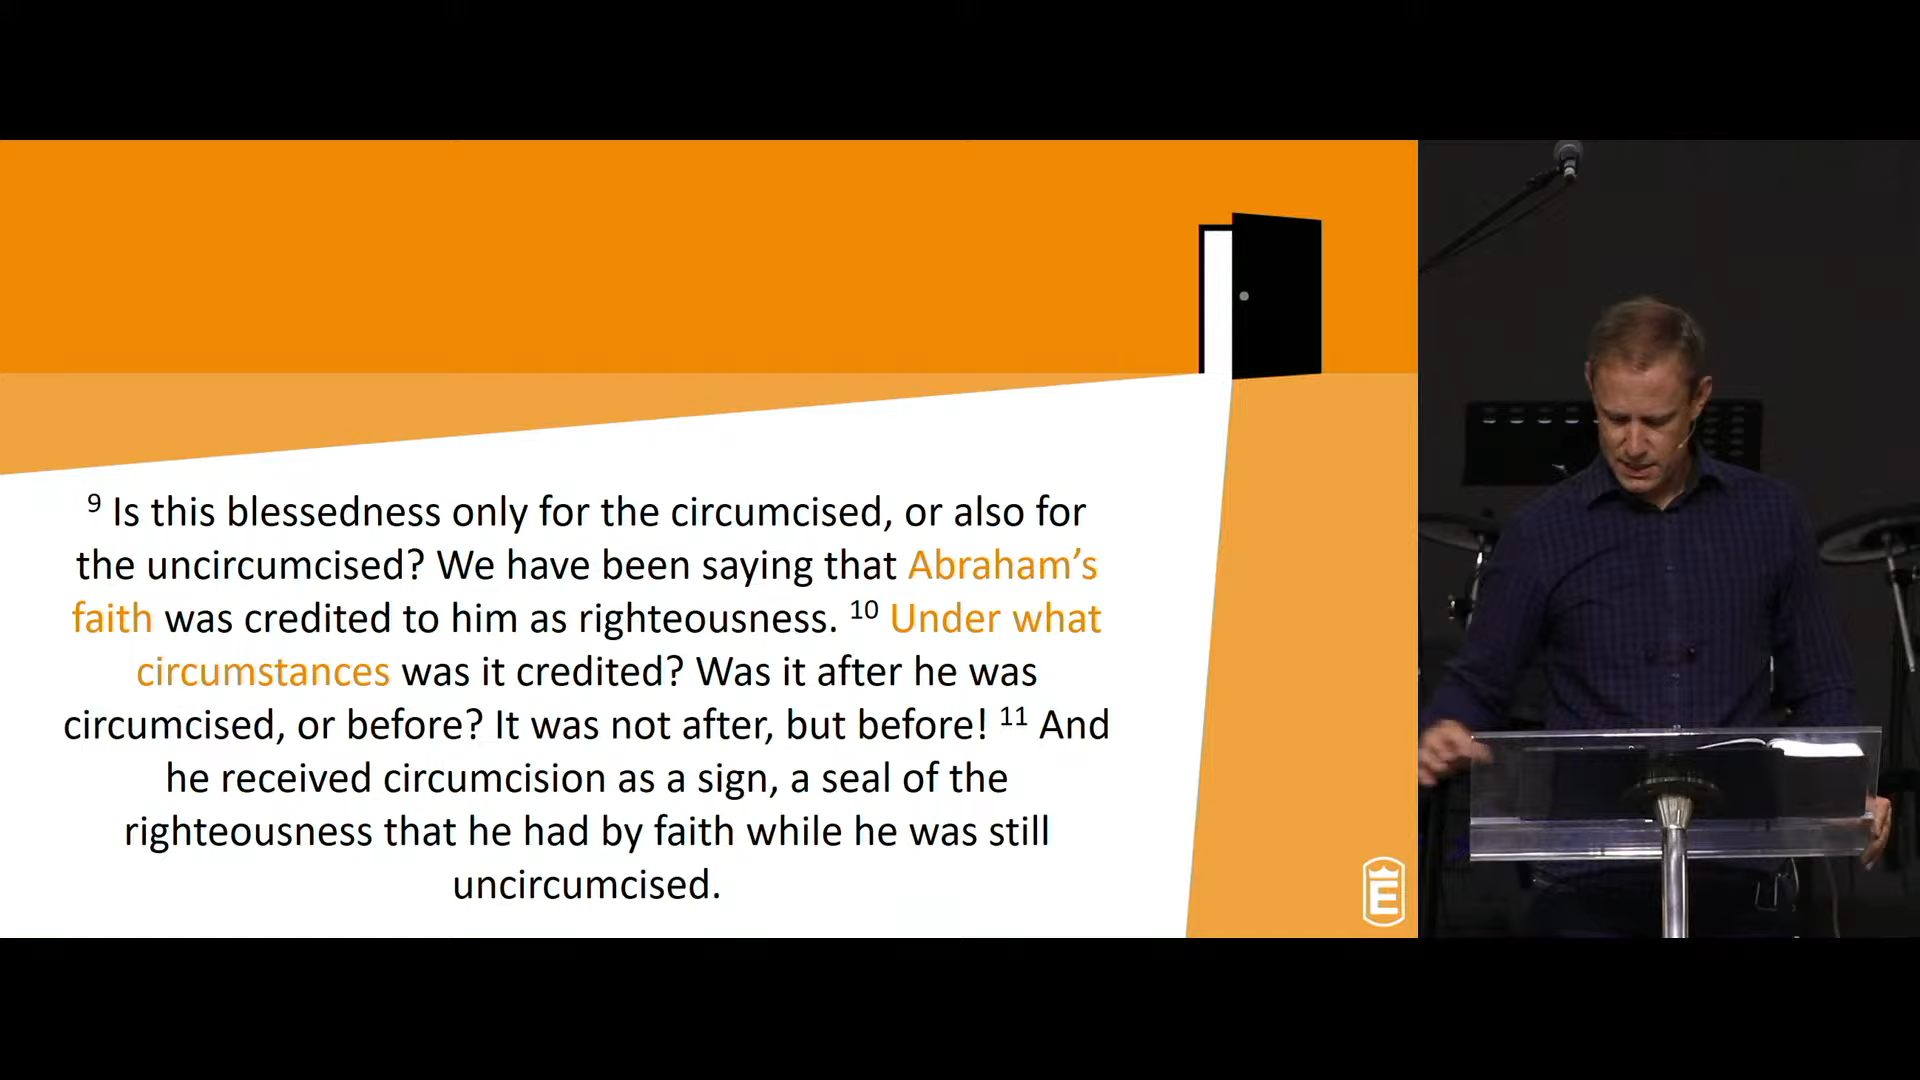 9 Is this blessedness only for the circumcised, or also for
the uncircumcised? We have been saying that Abraham’s
faith was credited to him as righteousness. 10 Under what
circumstances was it credited? Was it after he was
circumcised, or before? It was not after, but before! 11 And
he received circumcision as a sign, a seal of the
righteousness that he had by faith while he was still
uncircumcised.
E